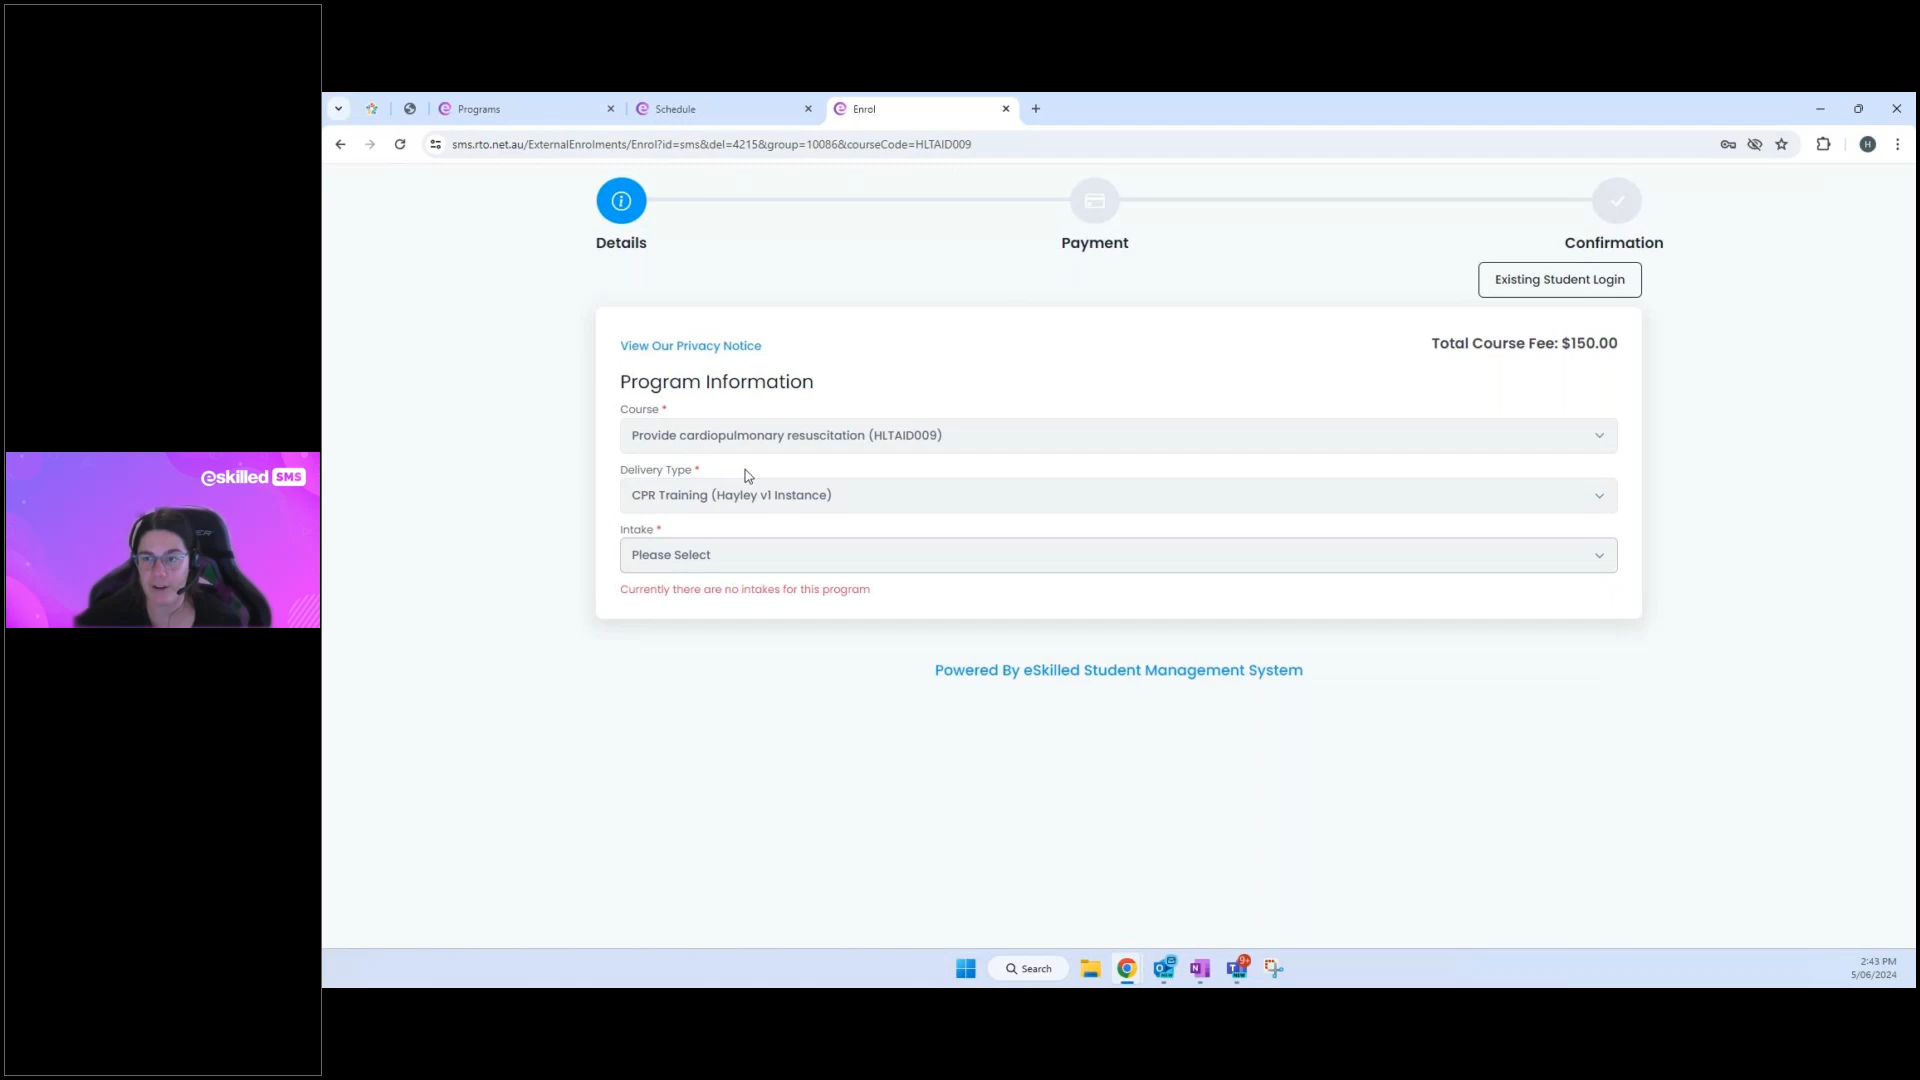 Programs
Schedule
Enrol
sms.rto.net.au/ExternalEnrolments/Enrol?id=sms&del=4215&group=10086&courseCode=HLTAID009
H
Details
Payment
Confirmation
Existing Student Login
View Our Privacy Notice
Total Course Fee: $150.00
Program Information
Course *
Provide cardiopulmonary resuscitation (HLTAID009)
Delivery Type *
CPR Training (Hayley v1 Instance)
Intake *
Please Select
Currently there are no intakes for this program
Powered By eSkilled Student Management System
eskilled SMS
Search
9+
2:43 PM
5/06/2024